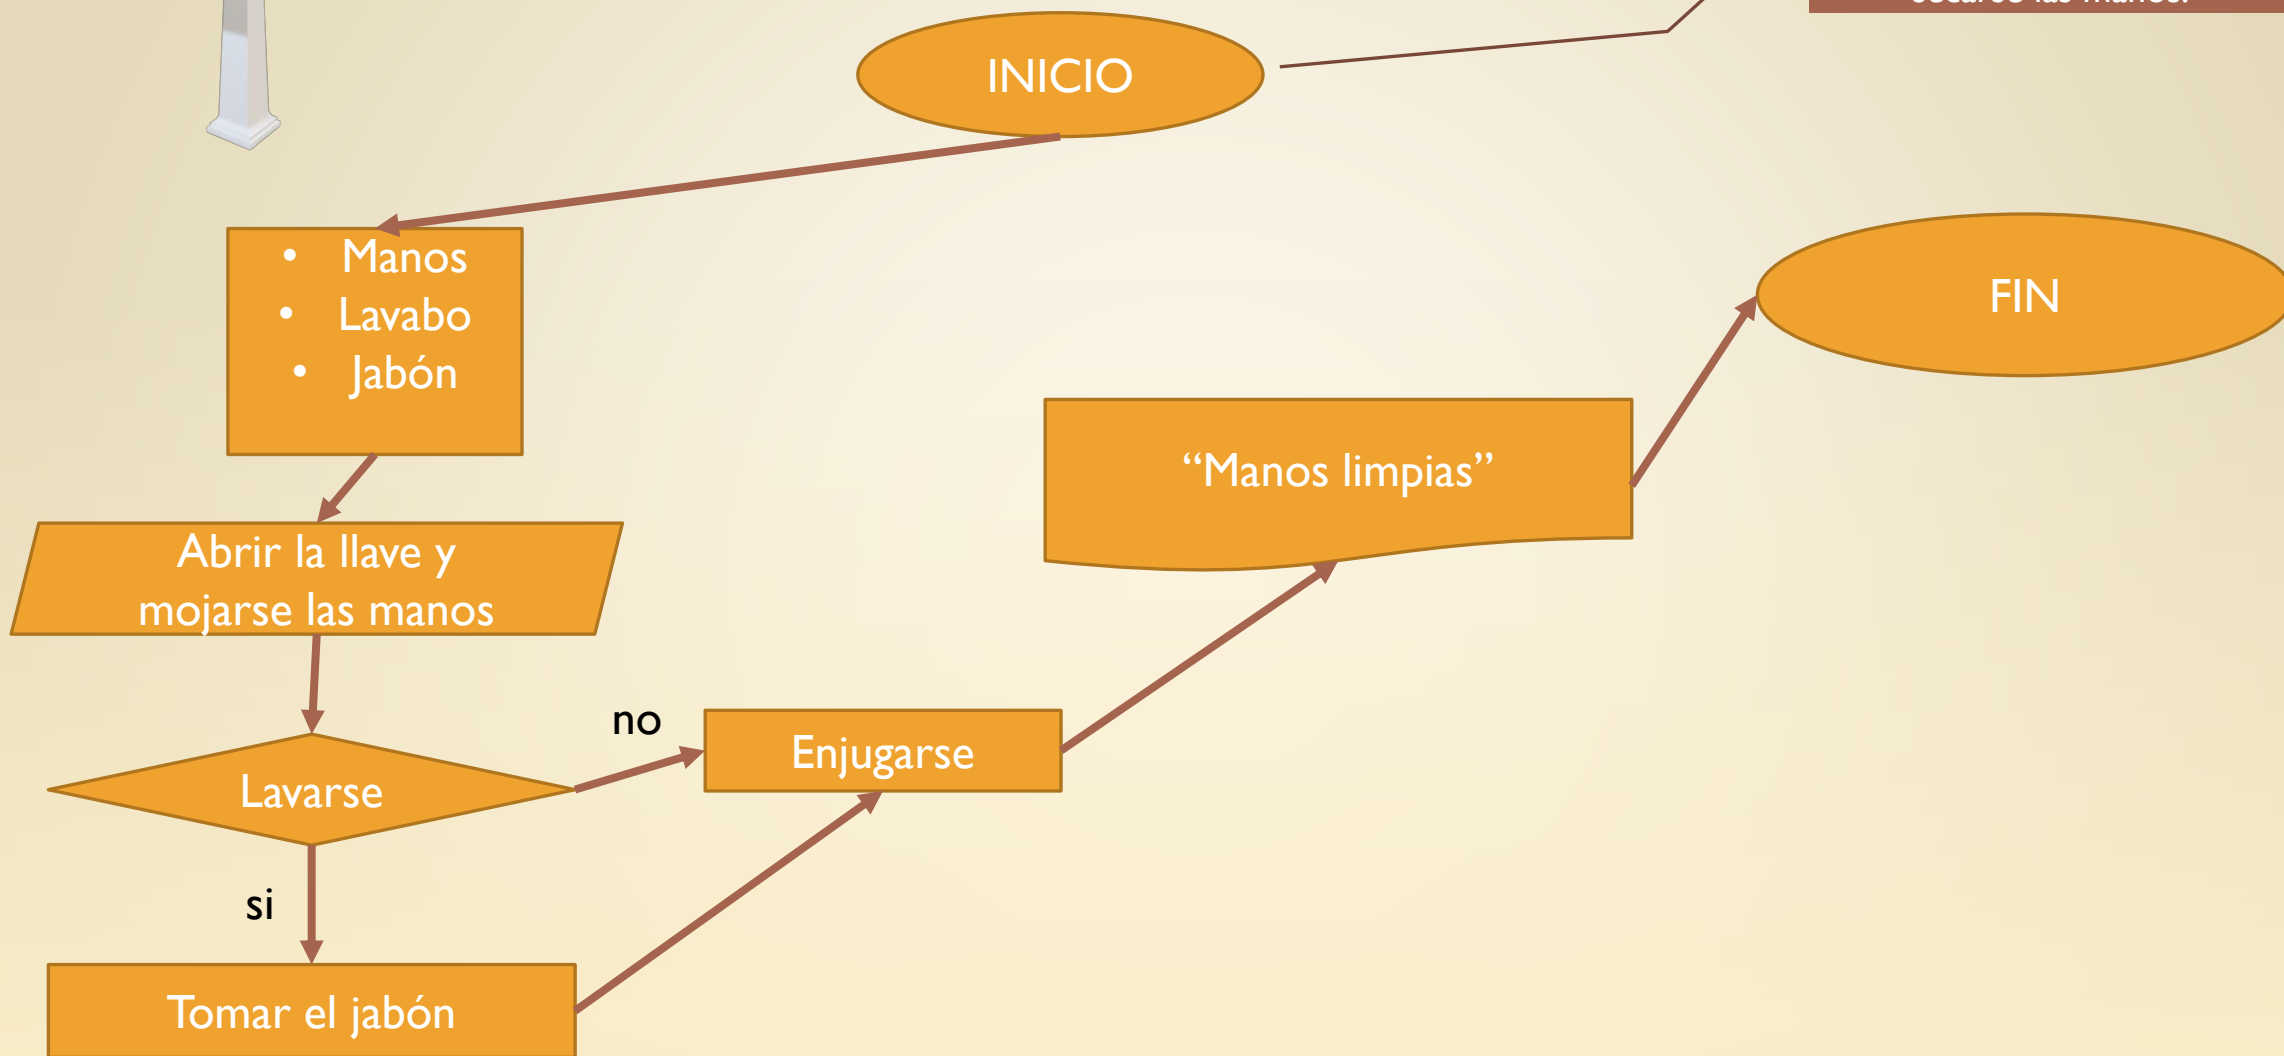 INICIO
• Manos
• Lavabo
• Jabón
FIN
“Manos limpias”
Abrir la llave y
mojarse las manos
no
Enjugarse
Lavarse
si
Tomar el jabón